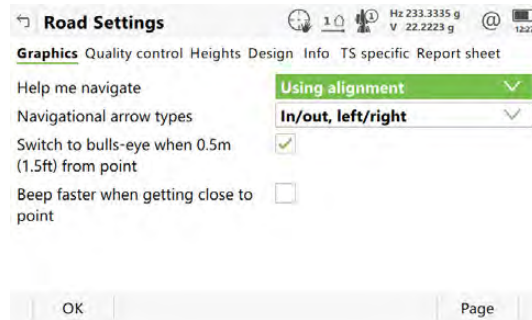 Road Settings
1
1
Hz 233.3335 g
V 22.2223 g
@
Graphics Quality control Heights Design Info TS specific Report sheet
Help me navigate
Using alignment
Navigational arrow types
In/out, left/right
Switch to bulls-eye when 0.5m
(1.5ft) from point
Beep faster when getting close to
point
OK
Page